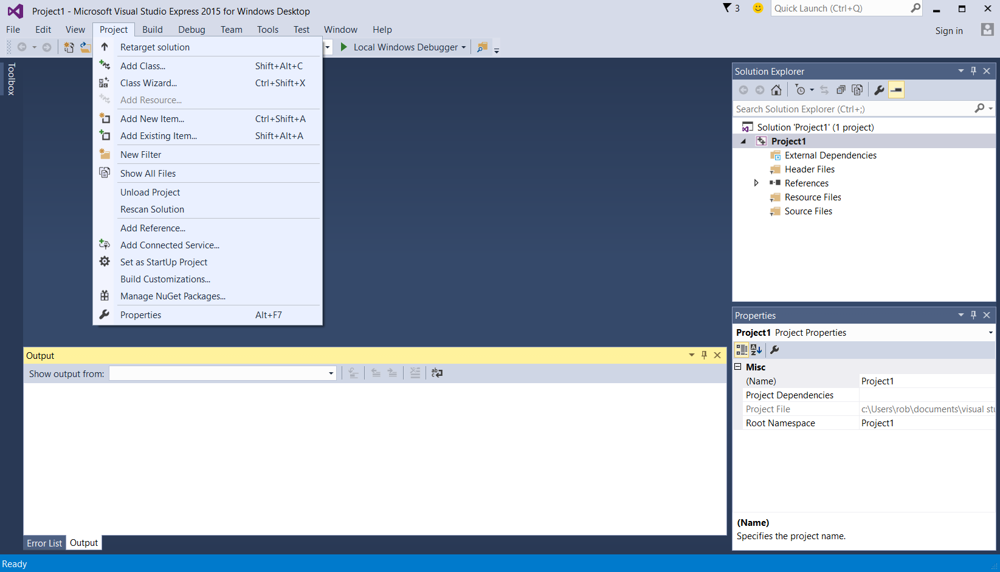 Project1 - Microsoft Visual Studio Express 2015 for Windows Desktop
3
Quick Launch (Ctrl+Q)
File Edit View Project Build Debug Team Tools Test Window Help
Sign in
Local Windows Debugger
Toolbox
Retarget solution
Add Class... Shift+Alt+C
Class Wizard... Ctrl+Shift+X
Add Resource...
Add New Item... Ctrl+Shift+A
Add Existing Item... Shift+Alt+A
New Filter
Show All Files
Unload Project
Rescan Solution
Add Reference...
Add Connected Service...
Set as StartUp Project
Build Customizations...
Manage NuGet Packages...
Properties Alt+F7
Solution Explorer
Search Solution Explorer (Ctrl+;)
Solution 'Project1' (1 project)
Project1
External Dependencies
Header Files
References
Resource Files
Source Files
Properties
Project1 Project Properties
Misc
(Name) Project1
Project Dependencies
Project File c:\Users\rob\documents\visual stu
Root Namespace Project1
(Name)
Specifies the project name.
Output
Show output from:
Error List Output
Ready